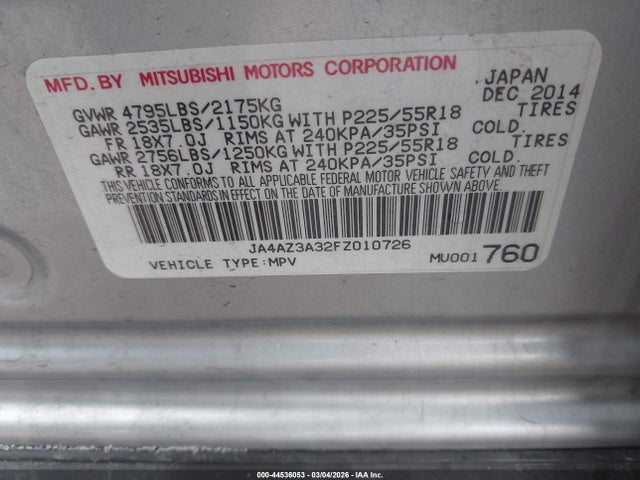 MFD. BY MITSUBISHI MOTORS CORPORATION JAPAN
GVWR 4795LBS/2175KG DEC 2014
GAWR 2535LBS/1150KG WITH P225/55R18 TIRES
FR 18X7.0J RIMS AT 240KPA/35PSI COLD.
GAWR 2756LBS/1250KG WITH P225/55R18 TIRES
RR 18X7.0J RIMS AT 240KPA/35PSI COLD.
THIS VEHICLE CONFORMS TO ALL APPLICABLE FEDERAL MOTOR VEHICLE SAFETY AND THEFT
PREVENTION STANDARDS IN EFFECT ON THE DATE OF MANUFACTURE SHOWN ABOVE.
JA4AZ3A32FZ010726
VEHICLE TYPE:MPV MU001 760
000-44536053 - 03/04/2026 - IAA Inc.